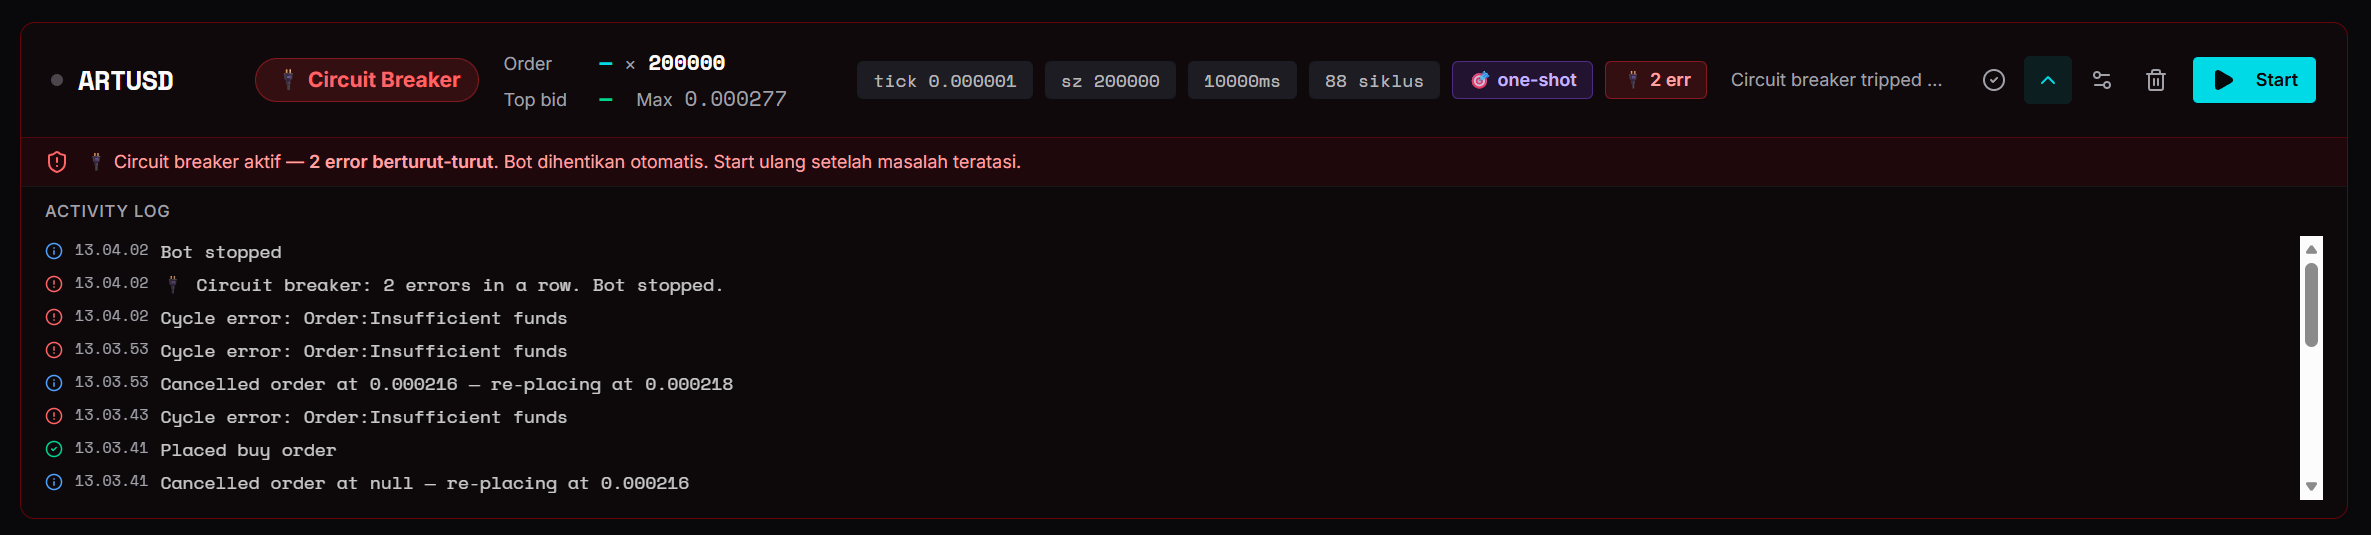 ARTUSD
Circuit Breaker
Order — × 200000
Top bid — Max 0.000277
tick 0.000001
sz 200000
10000ms
88 siklus
one-shot
2 err
Circuit breaker tripped ...
Start
Circuit breaker aktif — 2 error berturut-turut. Bot dihentikan otomatis. Start ulang setelah masalah teratasi.
ACTIVITY LOG
13.04.02 Bot stopped
13.04.02 Circuit breaker: 2 errors in a row. Bot stopped.
13.04.02 Cycle error: Order:Insufficient funds
13.03.53 Cycle error: Order:Insufficient funds
13.03.53 Cancelled order at 0.000216 — re-placing at 0.000218
13.03.43 Cycle error: Order:Insufficient funds
13.03.41 Placed buy order
13.03.41 Cancelled order at null — re-placing at 0.000216